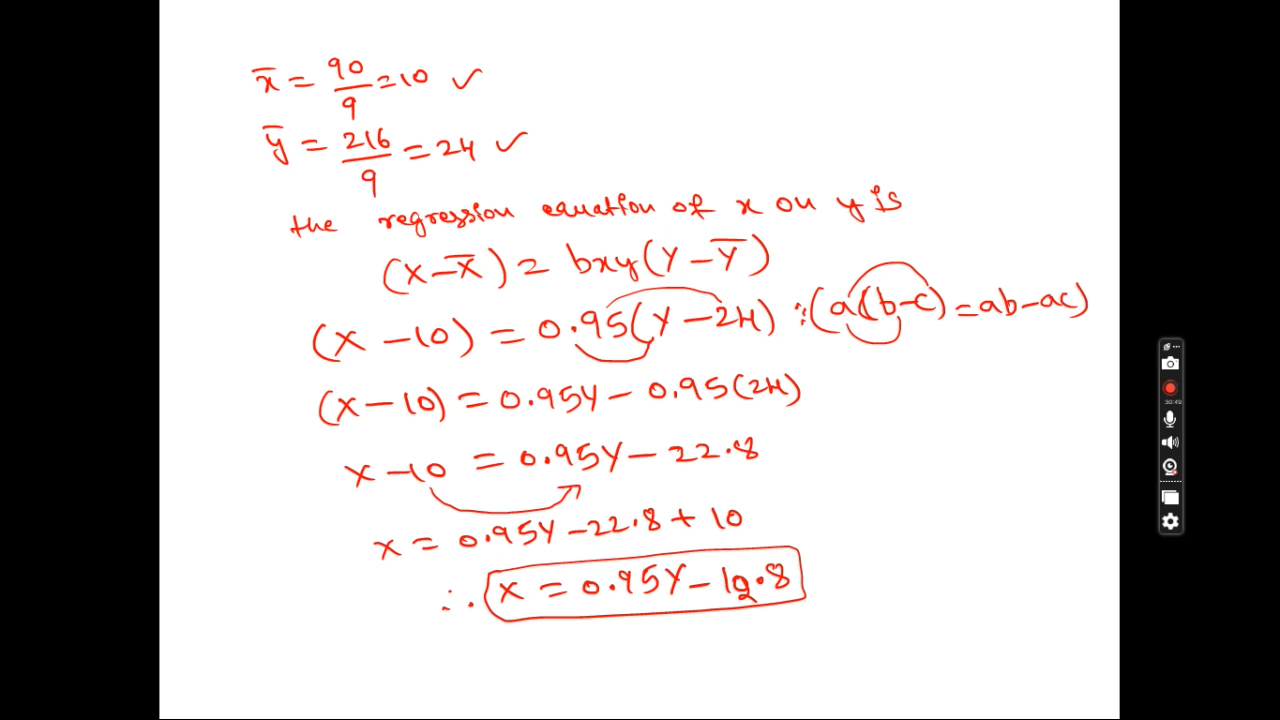 x̅ = 90/9 = 10 ✓
y̅ = 216/9 = 24 ✓
the regression equation of x on y is
(X - X̅) = bxy(Y - Y̅)
(X - 10) = 0.95(Y - 24) ∵(a(b-c) = ab-ac)
(X - 10) = 0.95Y - 0.95(24)
X - 10 = 0.95Y - 22.8
X = 0.95Y - 22.8 + 10
∴ X = 0.95Y - 12.8
30:49